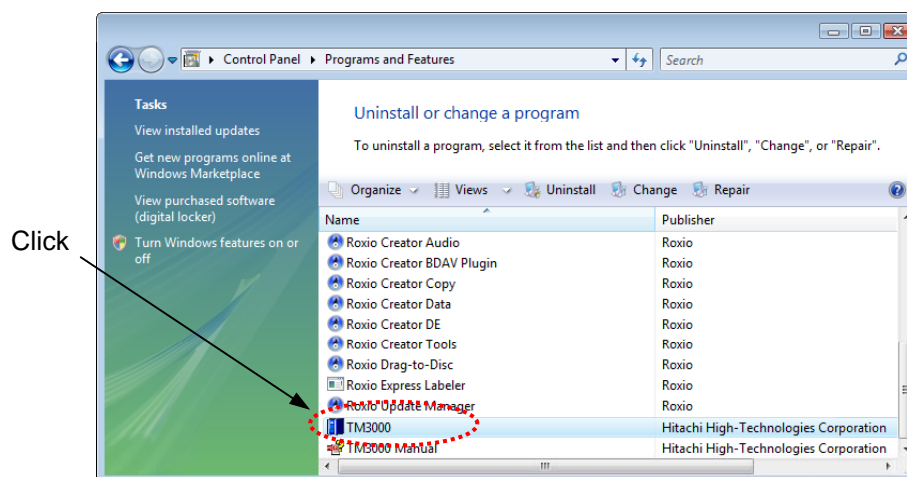 Control Panel Programs and Features Search
Tasks
View installed updates
Get new programs online at
Windows Marketplace
View purchased software
(digital locker)
Turn Windows features on or
off
Click
Uninstall or change a program
To uninstall a program, select it from the list and then click "Uninstall", "Change", or "Repair".
Organize Views Uninstall Change Repair
Name Publisher
Roxio Creator Audio Roxio
Roxio Creator BDAV Plugin Roxio
Roxio Creator Copy Roxio
Roxio Creator Data Roxio
Roxio Creator DE Roxio
Roxio Creator Tools Roxio
Roxio Drag-to-Disc Roxio
Roxio Express Labeler Roxio
Roxio Update Manager Roxio
TM3000 Hitachi High-Technologies Corporation
TM3000 Manual Hitachi High-Technologies Corporation